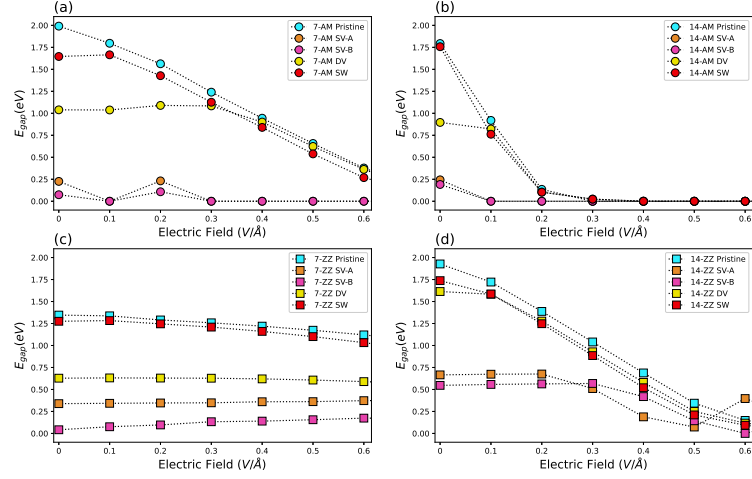 (a)
2.00
1.75
1.50
1.25
1.00
0.75
0.50
0.25
0.00
E_gap(eV)
7-AM Pristine
7-AM SV-A
7-AM SV-B
7-AM DV
7-AM SW
0 0.1 0.2 0.3 0.4 0.5 0.6
Electric Field (V/Å)
(b)
2.00
1.75
1.50
1.25
1.00
0.75
0.50
0.25
0.00
E_gap(eV)
14-AM Pristine
14-AM SV-A
14-AM SV-B
14-AM DV
14-AM SW
0 0.1 0.2 0.3 0.4 0.5 0.6
Electric Field (V/Å)
(c)
2.00
1.75
1.50
1.25
1.00
0.75
0.50
0.25
0.00
E_gap(eV)
7-ZZ Pristine
7-ZZ SV-A
7-ZZ SV-B
7-ZZ DV
7-ZZ SW
0 0.1 0.2 0.3 0.4 0.5 0.6
Electric Field (V/Å)
(d)
2.00
1.75
1.50
1.25
1.00
0.75
0.50
0.25
0.00
E_gap(eV)
14-ZZ Pristine
14-ZZ SV-A
14-ZZ SV-B
14-ZZ DV
14-ZZ SW
0 0.1 0.2 0.3 0.4 0.5 0.6
Electric Field (V/Å)